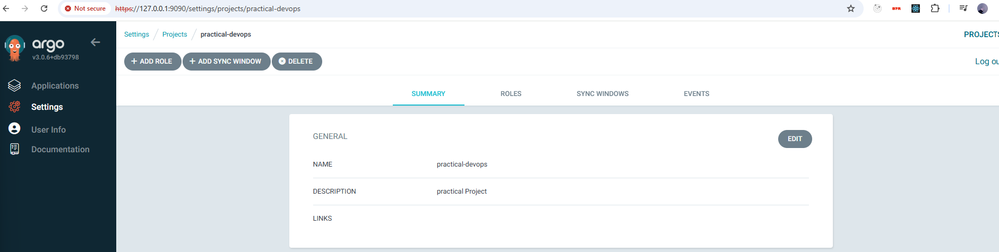 Not secure https://127.0.0.1:9090/settings/projects/practical-devops
argo
v3.0.6+db93798
Applications
Settings
User Info
Documentation
Settings / Projects / practical-devops
PROJECTS
+ ADD ROLE + ADD SYNC WINDOW DELETE
Log ou
SUMMARY ROLES SYNC WINDOWS EVENTS
GENERAL
EDIT
NAME practical-devops
DESCRIPTION practical Project
LINKS